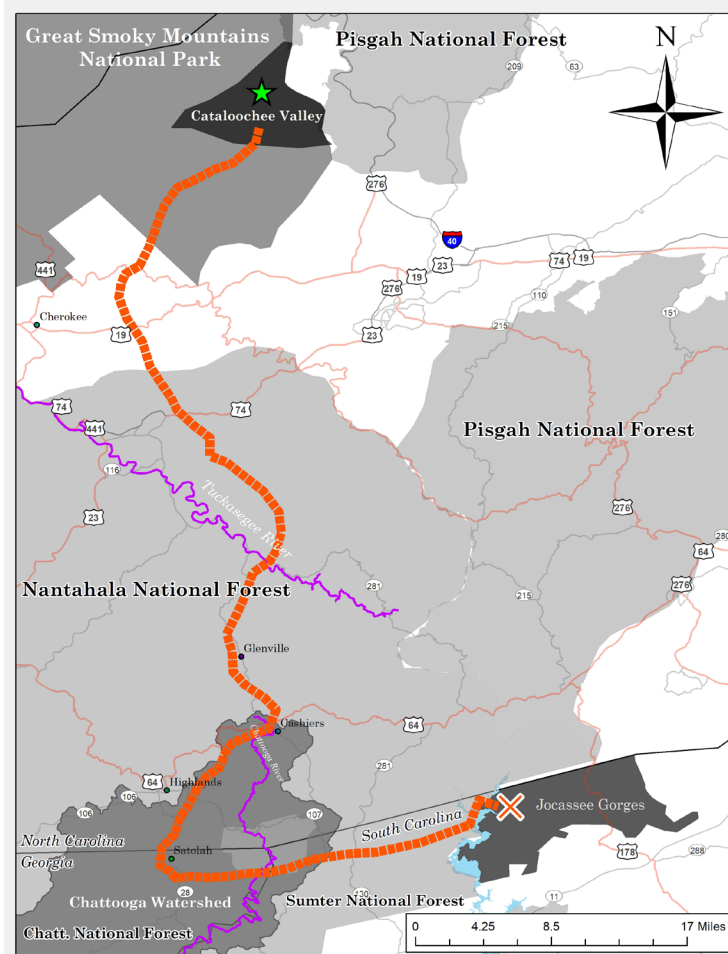 Great Smoky Mountains
National Park
Pisgah National Forest
N
209
63
Cataloochee Valley
276
40
441
23
74
19
19
276
110
Cherokee
19
23
215
151
74
74
441
Pisgah National Forest
116
Tuckasegee River
23
276
280
64
Nantahala National Forest
281
276
215
Glenville
64
Cashiers
Chattooga River
281
64
Highlands
106
106
107
Jocassee Gorges
South Carolina
North Carolina
Georgia
Satolah
178
288
28
130
11
Chattooga Watershed
Sumter National Forest
Chatt. National Forest
0 4.25 8.5 17 Miles